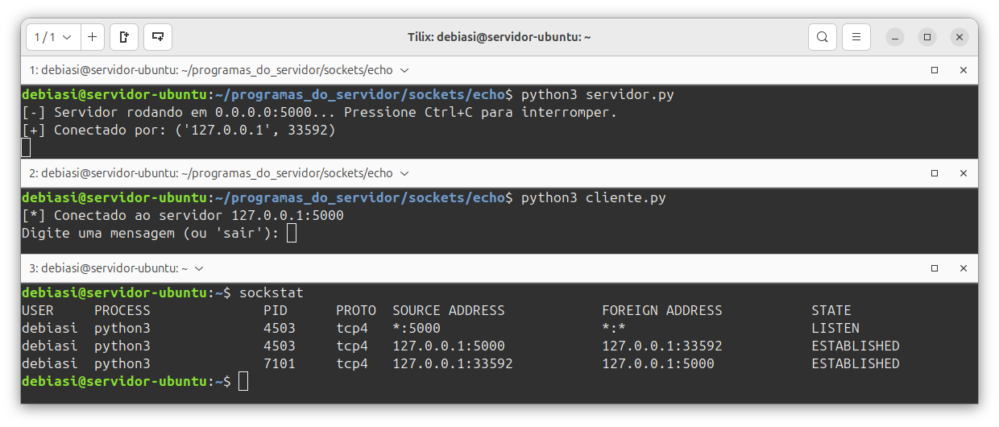 1 / 1
Tilix: debiasi@servidor-ubuntu: ~
1: debiasi@servidor-ubuntu: ~/programas_do_servidor/sockets/echo
debiasi@servidor-ubuntu:~/programas_do_servidor/sockets/echo$ python3 servidor.py
[-] Servidor rodando em 0.0.0.0:5000... Pressione Ctrl+C para interromper.
[+] Conectado por: ('127.0.0.1', 33592)
2: debiasi@servidor-ubuntu: ~/programas_do_servidor/sockets/echo
debiasi@servidor-ubuntu:~/programas_do_servidor/sockets/echo$ python3 cliente.py
[*] Conectado ao servidor 127.0.0.1:5000
Digite uma mensagem (ou 'sair'):
3: debiasi@servidor-ubuntu: ~
debiasi@servidor-ubuntu:~$ sockstat
USER     PROCESS              PID      PROTO  SOURCE ADDRESS            FOREIGN ADDRESS           STATE
debiasi  python3              4503     tcp4   *:5000                    *:*                       LISTEN
debiasi  python3              4503     tcp4   127.0.0.1:5000            127.0.0.1:33592           ESTABLISHED
debiasi  python3              7101     tcp4   127.0.0.1:33592           127.0.0.1:5000            ESTABLISHED
debiasi@servidor-ubuntu:~$